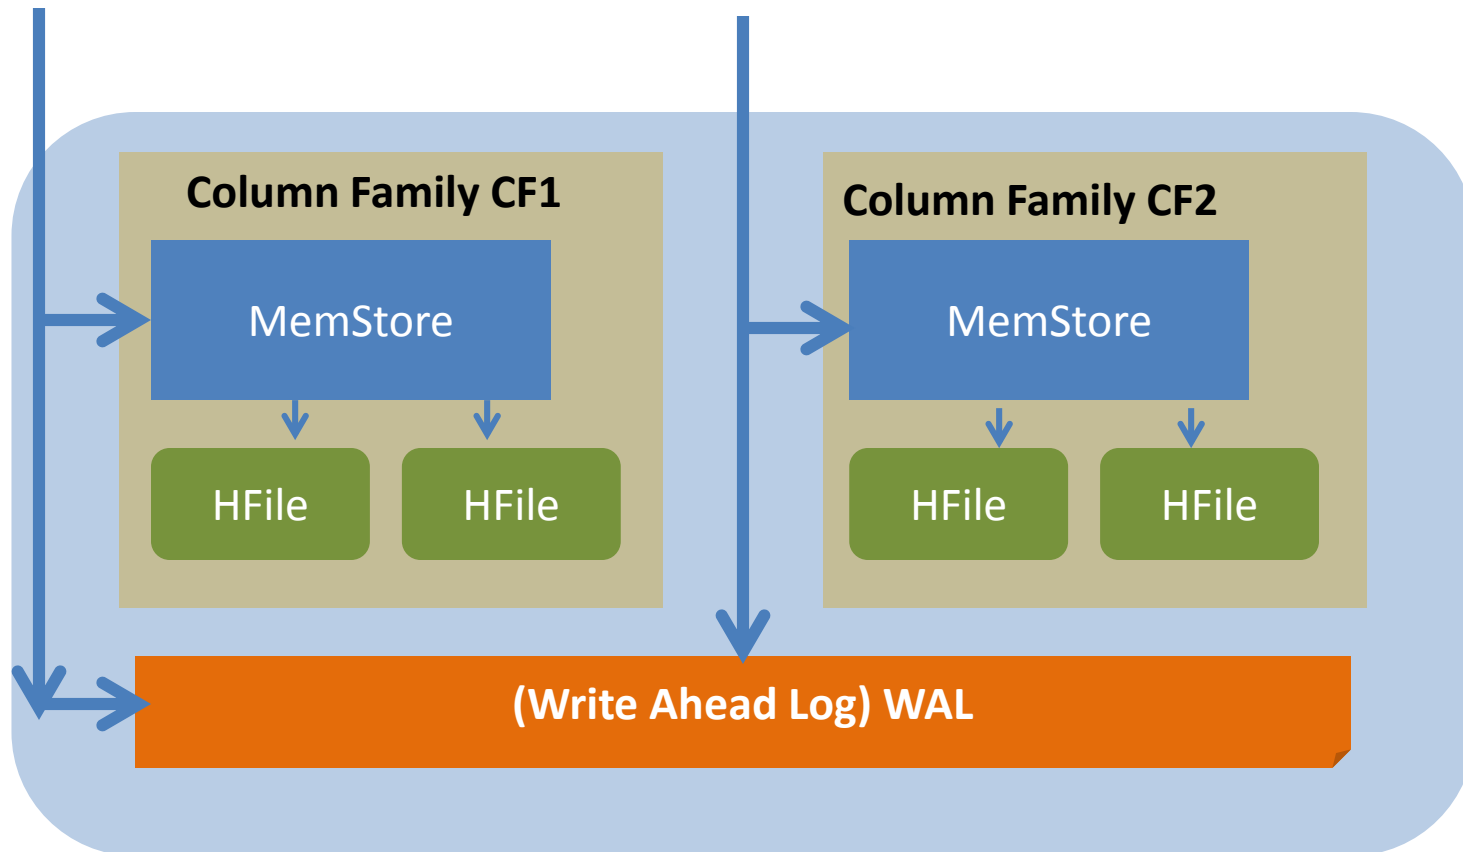 Column Family CF1
Column Family CF2
MemStore
MemStore
HFile
HFile
HFile
HFile
(Write Ahead Log) WAL